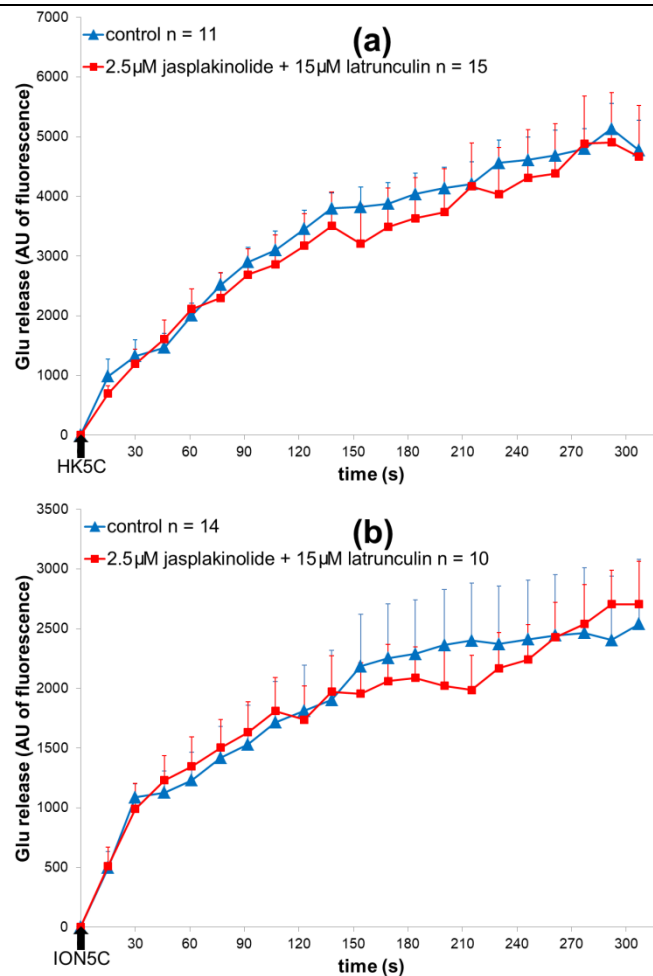 7000
6000
5000
4000
3000
2000
1000
0
Glu release (AU of fluorescence)
control n = 11
(a)
2.5µM jasplakinolide + 15µM latrunculin n = 15
30 60 90 120 150 180 210 240 270 300
HK5C
time (s)
3500
3000
2500
2000
1500
1000
500
0
Glu release (AU of fluorescence)
control n = 14
(b)
2.5µM jasplakinolide + 15µM latrunculin n = 10
30 60 90 120 150 180 210 240 270 300
ION5C
time (s)